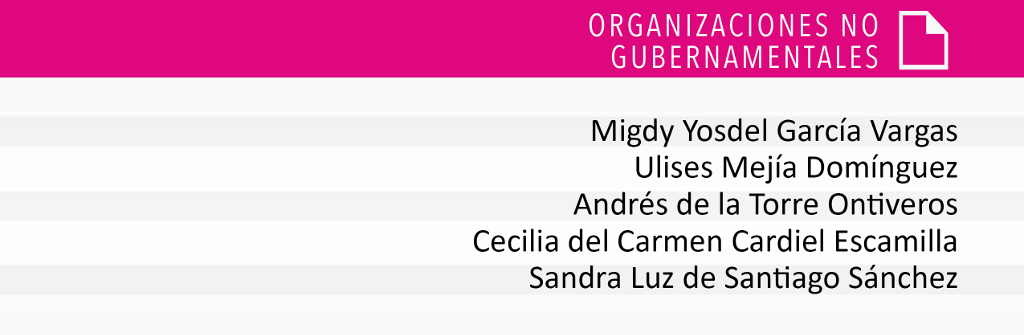 ORGANIZACIONES NO
GUBERNAMENTALES
Migdy Yosdel García Vargas
Ulises Mejía Domínguez
Andrés de la Torre Ontiveros
Cecilia del Carmen Cardiel Escamilla
Sandra Luz de Santiago Sánchez